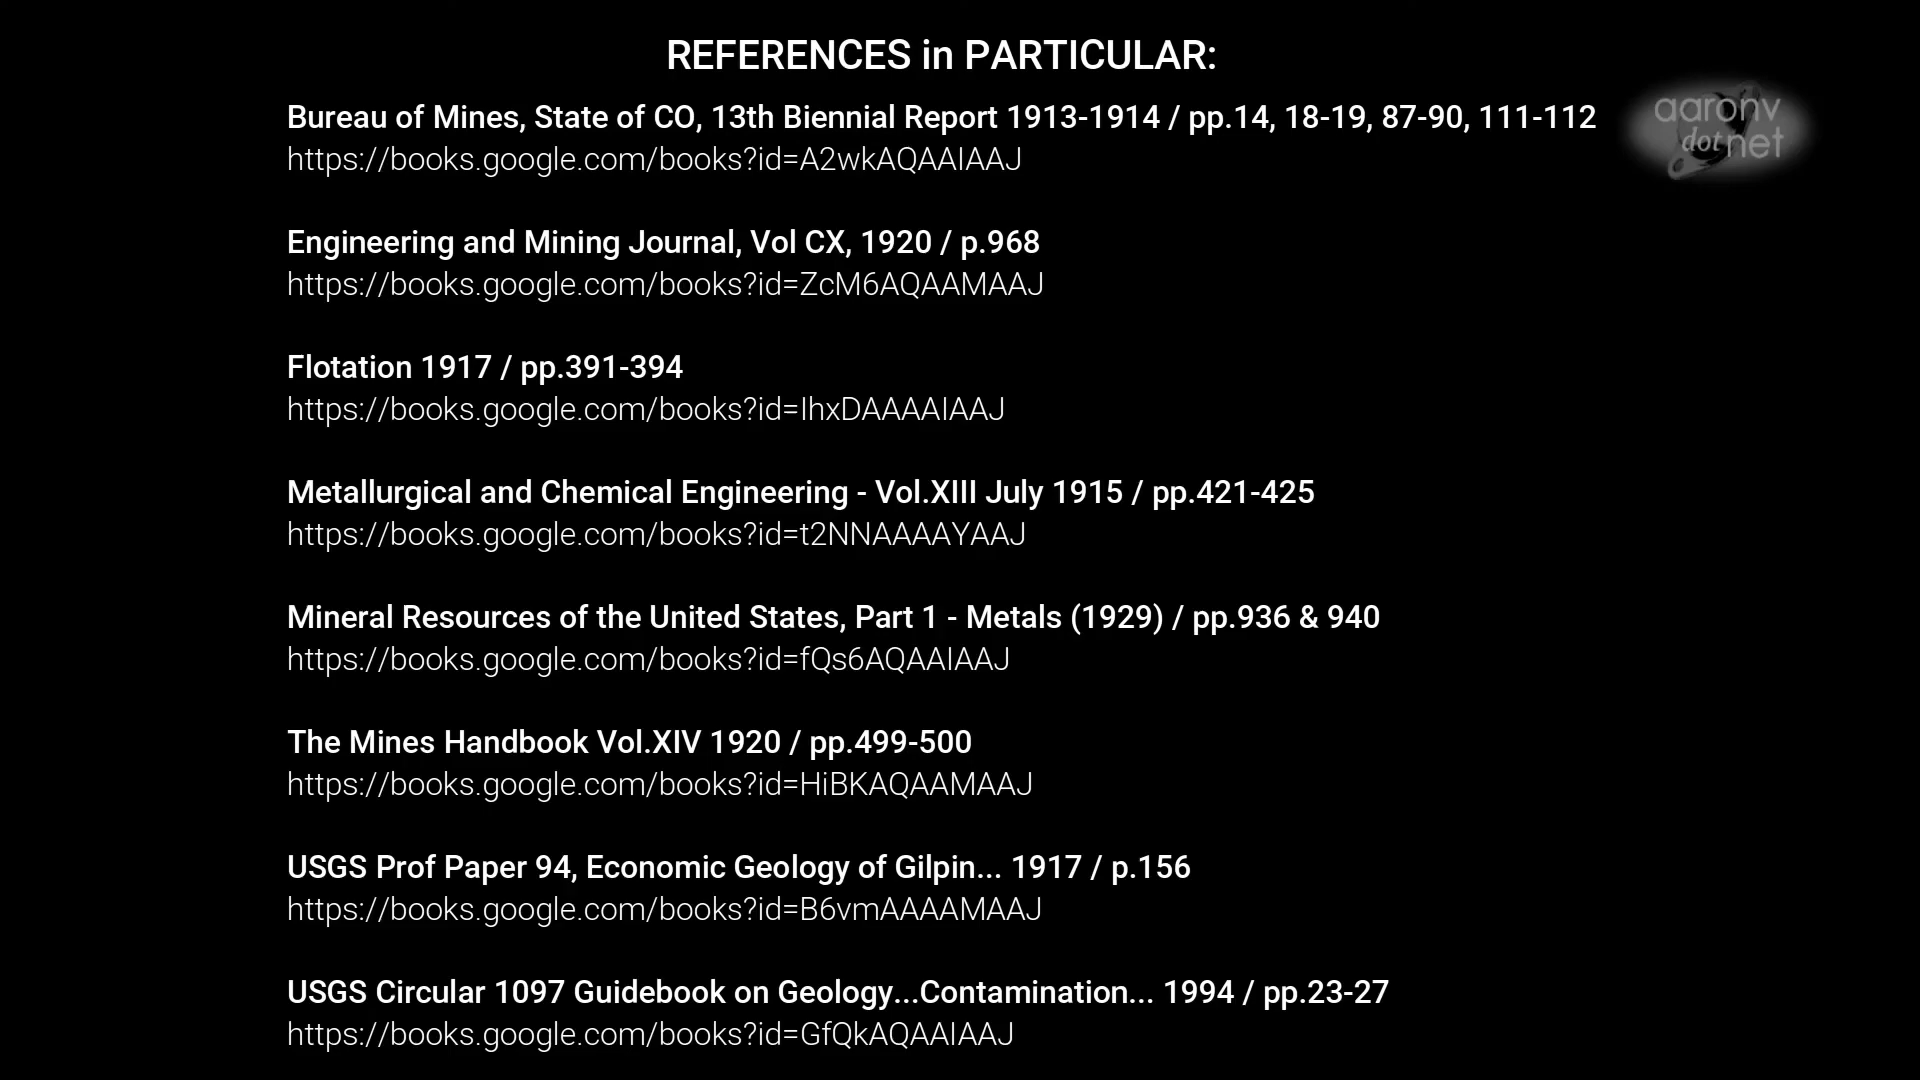 REFERENCES in PARTICULAR:
Bureau of Mines, State of CO, 13th Biennial Report 1913-1914 / pp.14, 18-19, 87-90, 111-112
https://books.google.com/books?id=A2wkAQAAIAAJ
aaronv
dot net
Engineering and Mining Journal, Vol CX, 1920 / p.968
https://books.google.com/books?id=ZcM6AQAAMAAJ
Flotation 1917 / pp.391-394
https://books.google.com/books?id=IhxDAAAAIAAJ
Metallurgical and Chemical Engineering - Vol.XIII July 1915 / pp.421-425
https://books.google.com/books?id=t2NNAAAAYAAJ
Mineral Resources of the United States, Part 1 - Metals (1929) / pp.936 & 940
https://books.google.com/books?id=fQs6AQAAIAAJ
The Mines Handbook Vol.XIV 1920 / pp.499-500
https://books.google.com/books?id=HiBKAQAAMAAJ
USGS Prof Paper 94, Economic Geology of Gilpin... 1917 / p.156
https://books.google.com/books?id=B6vmAAAAMAAJ
USGS Circular 1097 Guidebook on Geology...Contamination... 1994 / pp.23-27
https://books.google.com/books?id=GfQkAQAAIAAJ